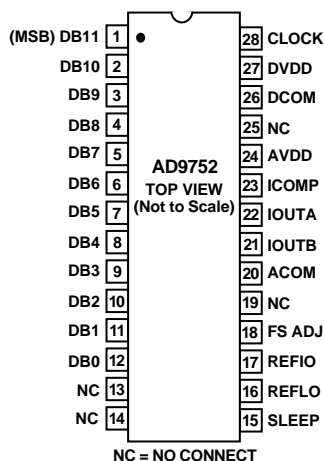 (MSB) DB11 1
DB10 2
DB9 3
DB8 4
DB7 5
DB6 6
DB5 7
DB4 8
DB3 9
DB2 10
DB1 11
DB0 12
NC 13
NC 14
AD9752
TOP VIEW
(Not to Scale)
28 CLOCK
27 DVDD
26 DCOM
25 NC
24 AVDD
23 ICOMP
22 IOUTA
21 IOUTB
20 ACOM
19 NC
18 FS ADJ
17 REFIO
16 REFLO
15 SLEEP
NC = NO CONNECT